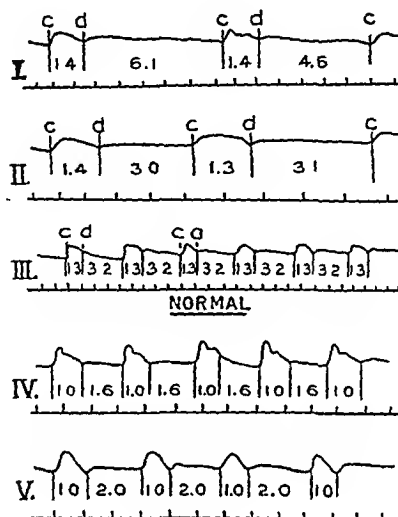 c d c d c
I. 1.4 6.1 1.4 4.6
c d c d c
II. 1.4 3 0 1.3 3 1
c d c a
III. 1 3 3 2 1 3 3 2 1 3 3 2 1 3 3 2 1 3 3 2 1 3
NORMAL
IV. 1 0 1.6 1.0 1.6 1.0 1.6 1 0 1 6 1 0
V. 1 0 2.0 1 0 2.0 1.0 2.0 1 0